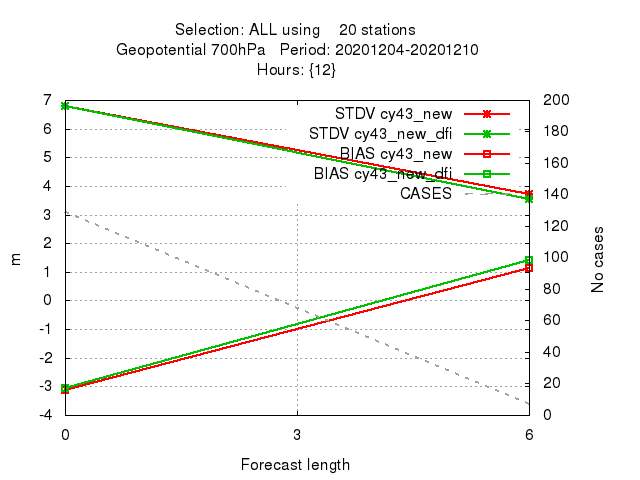 Selection: ALL using 20 stations
Geopotential 700hPa Period: 20201204-20201210
Hours: {12}
7 200
6 180
5 160
4 140
3 120
2 100
1 80
0 60
-1 40
-2 20
-3 0
-4
STDV cy43_new
STDV cy43_new_dfi
BIAS cy43_new
BIAS cy43_new_dfi
CASES
m
No cases
0 3 6
Forecast length